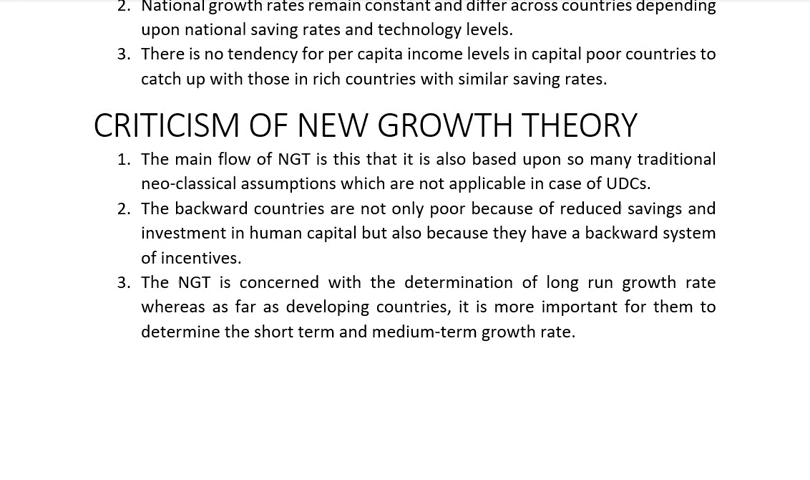 2. National growth rates remain constant and differ across countries depending
upon national saving rates and technology levels.
3. There is no tendency for per capita income levels in capital poor countries to
catch up with those in rich countries with similar saving rates.
CRITICISM OF NEW GROWTH THEORY
1. The main flow of NGT is this that it is also based upon so many traditional
neo-classical assumptions which are not applicable in case of UDCs.
2. The backward countries are not only poor because of reduced savings and
investment in human capital but also because they have a backward system
of incentives.
3. The NGT is concerned with the determination of long run growth rate
whereas as far as developing countries, it is more important for them to
determine the short term and medium-term growth rate.